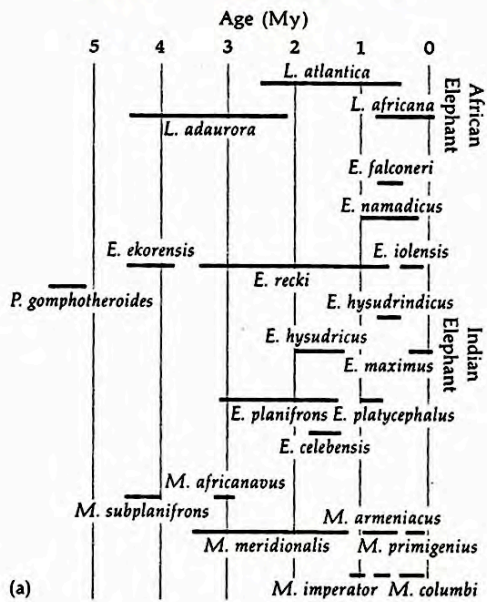 Age (My)
5 4 3 2 1 0
L. atlantica
L. africana
African
Elephant
L. adaurora
E. falconeri
E. namadicus
E. ekorensis
E. iolensis
E. recki
P. gomphotheroides
E. hysudrindicus
Indian
Elephant
E. hysudricus
E. maximus
E. planifrons E. platycephalus
E. celebensis
M. africanavus
M. subplanifrons
M. armeniacus
M. meridionalis M. primigenius
(a) M. imperator M. columbi